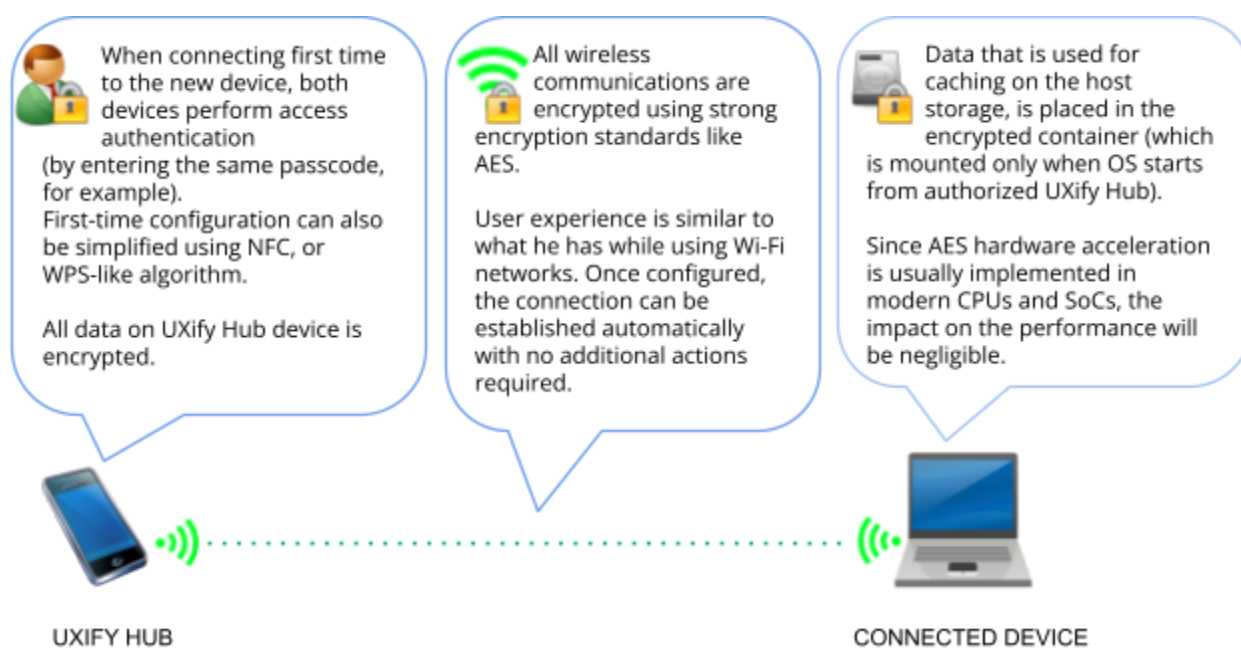 When connecting first time
to the new device, both
devices perform access
authentication
(by entering the same passcode,
for example).
First-time configuration can also
be simplified using NFC, or
WPS-like algorithm.
All data on UXify Hub device is
encrypted.
All wireless
communications are
encrypted using strong
encryption standards like
AES.
User experience is similar to
what he has while using Wi-Fi
networks. Once configured,
the connection can be
established automatically
with no additional actions
required.
Data that is used for
caching on the host
storage, is placed in the
encrypted container (which
is mounted only when OS starts
from authorized UXify Hub).
Since AES hardware acceleration
is usually implemented in
modern CPUs and SoCs, the
impact on the performance will
be negligible.
UXIFY HUB
CONNECTED DEVICE